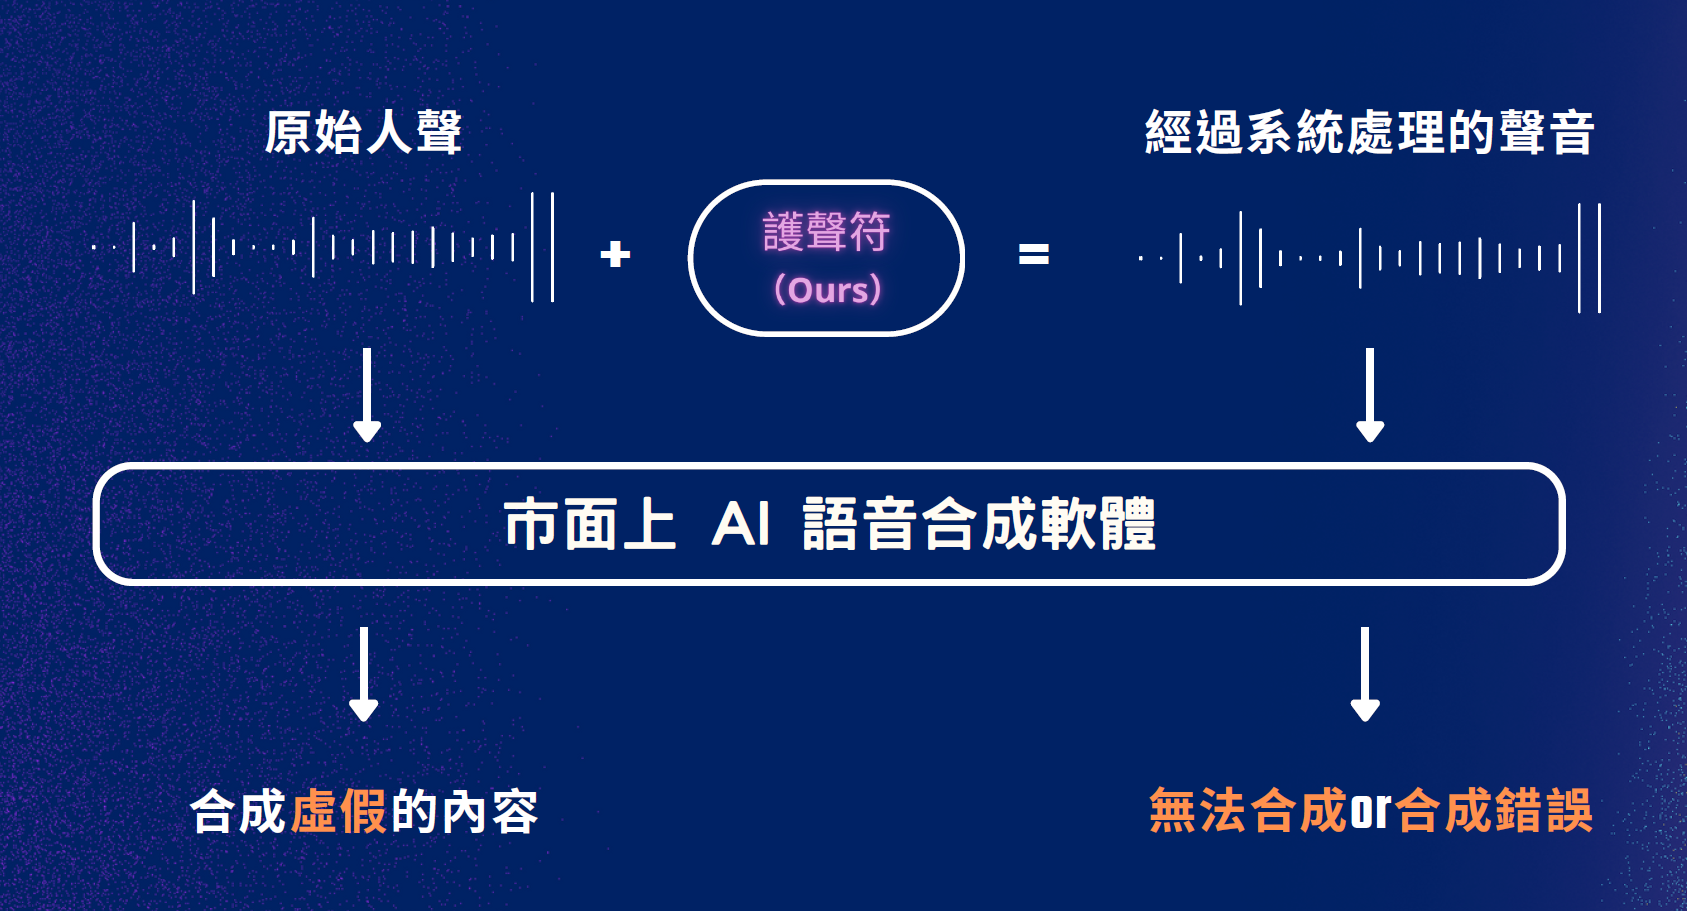 原始人聲
經過系統處理的聲音
護聲符
(Ours)
+
=
市面上 AI 語音合成軟體
合成虛假的內容
無法合成or合成錯誤